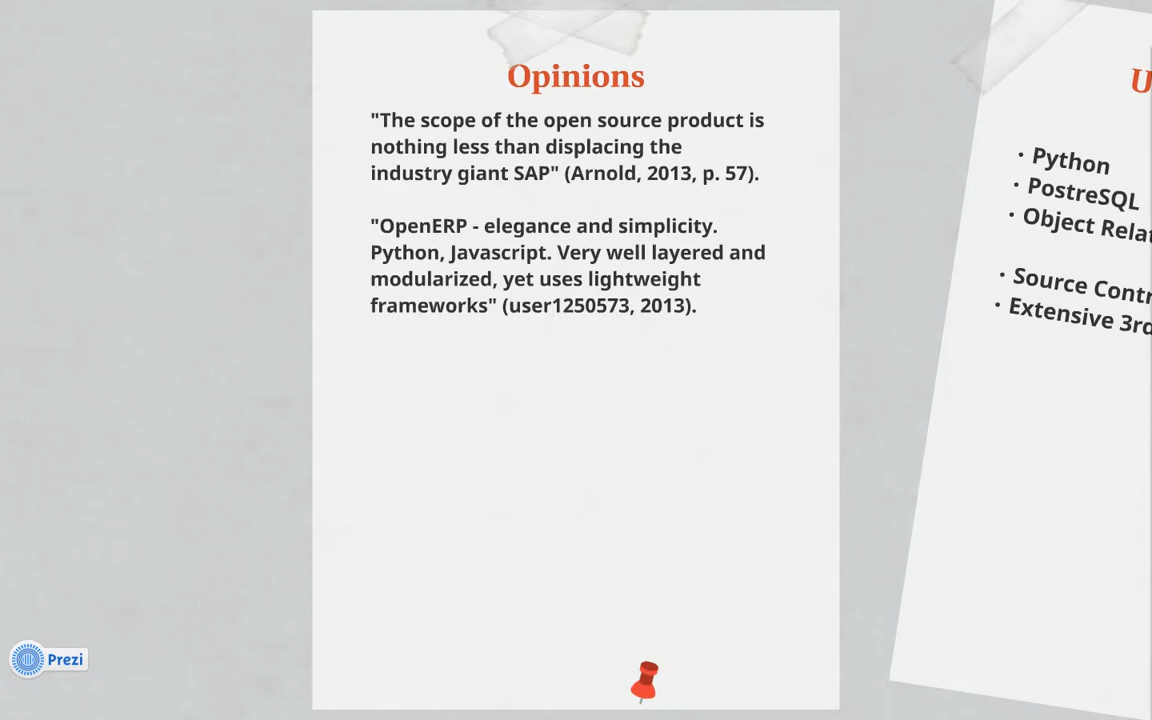 Opinions
"The scope of the open source product is
nothing less than displacing the
industry giant SAP" (Arnold, 2013, p. 57).
"OpenERP - elegance and simplicity.
Python, Javascript. Very well layered and
modularized, yet uses lightweight
frameworks" (user1250573, 2013).
• Python
• PostreSQL
• Object
• Source
• Extensive 3rd
Prezi